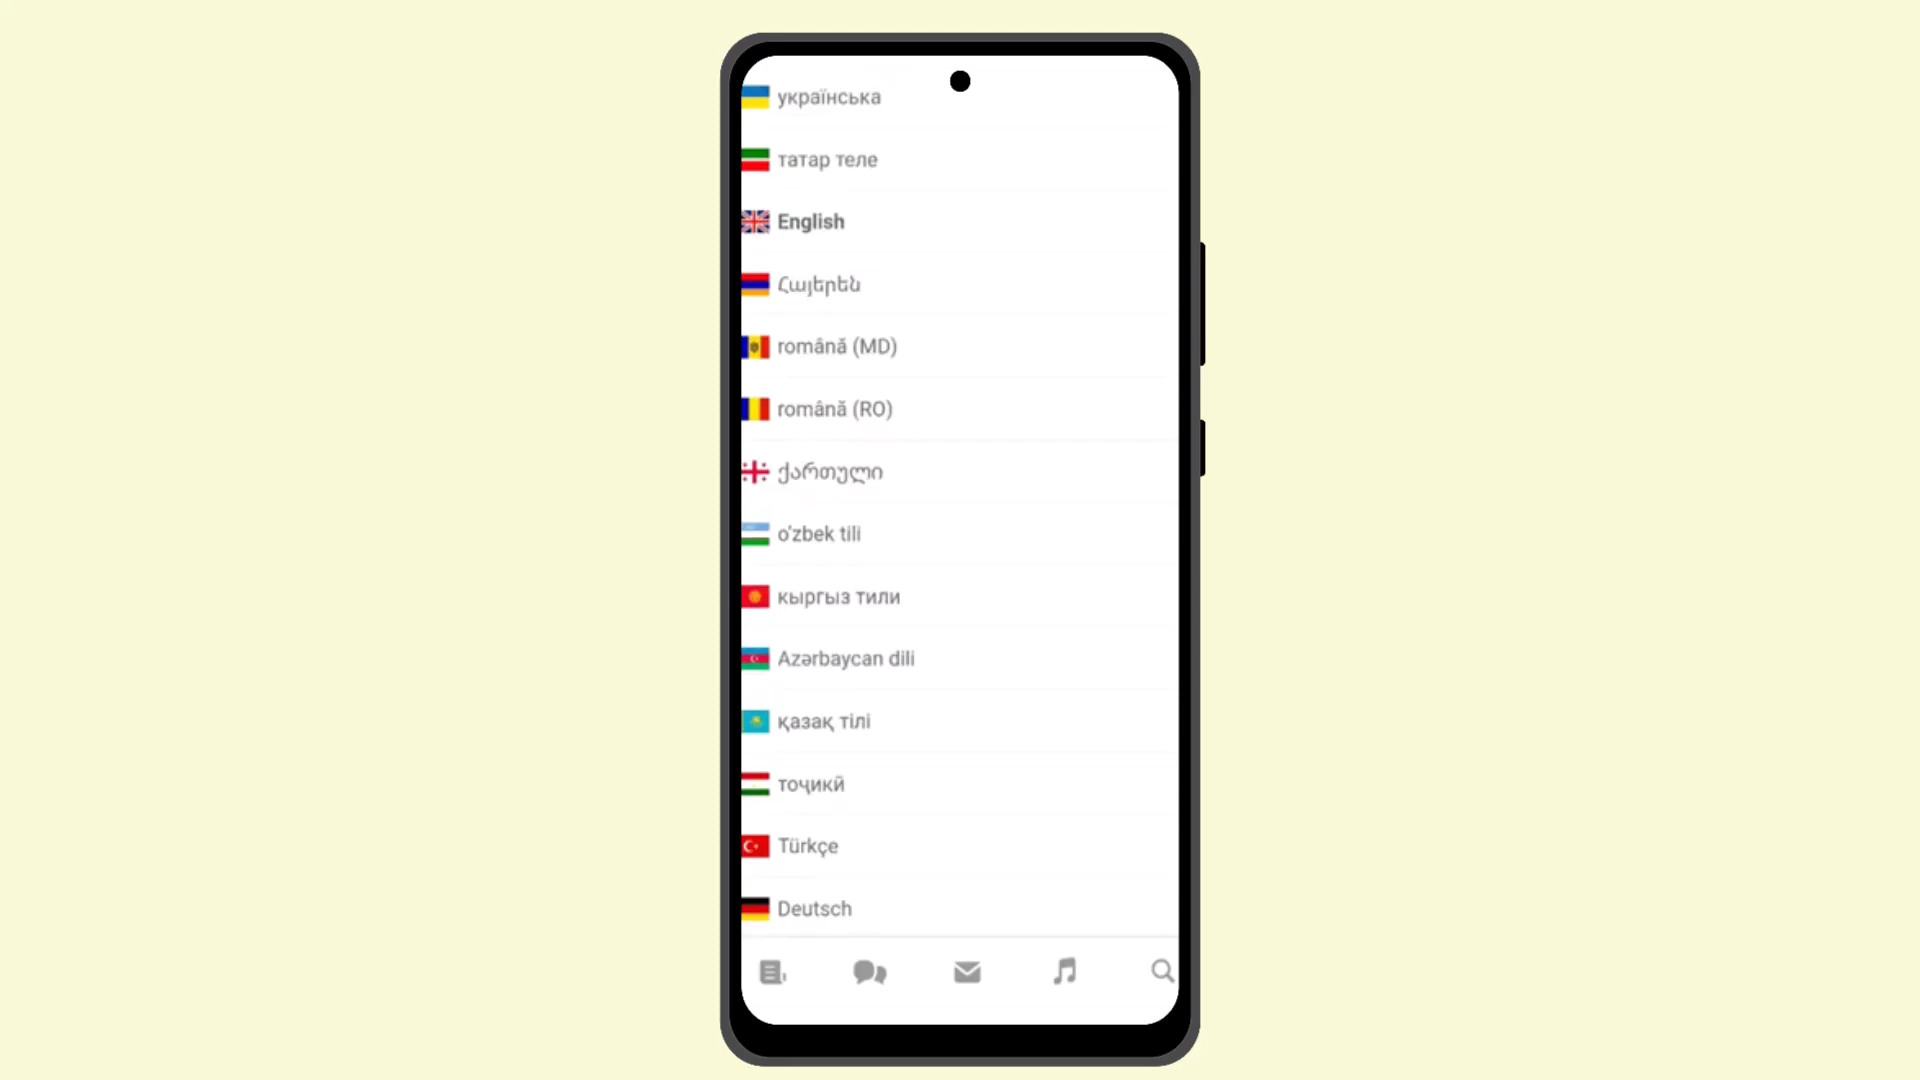 українська
татар теле
English
Հայերեն
română (MD)
română (RO)
ქართული
o'zbek tili
кыргыз тили
Azərbaycan dili
қазақ тілі
тоҷикӣ
Türkçe
Deutsch